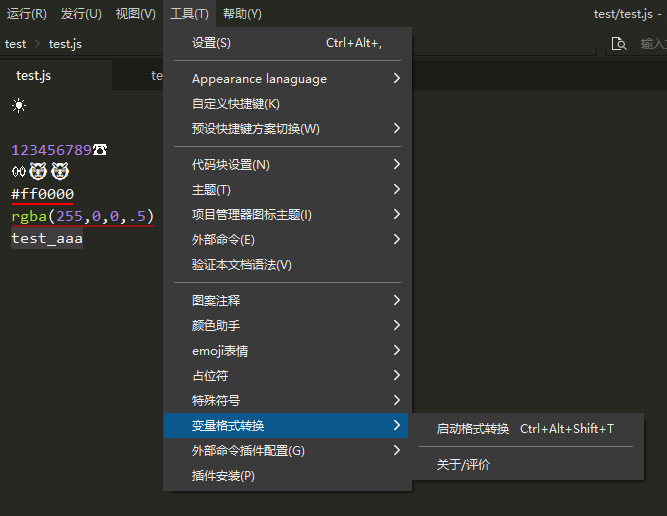 运行(R) 发行(U) 视图(V) 工具(T) 帮助(Y) test/test.js -
test > test.js
test.js te
设置(S) Ctrl+Alt+,
Appearance lanaguage
自定义快捷键(K)
预设快捷键方案切换(W)
代码块设置(N)
主题(T)
项目管理器图标主题(I)
外部命令(E)
验证本文档语法(V)
图案注释
颜色助手
emoji表情
占位符
特殊符号
变量格式转换
外部命令插件配置(G)
插件安装(P)
启动格式转换 Ctrl+Alt+Shift+T
关于/评价
☀
123456789☎
👀🐯🐯
#ff0000
rgba(255,0,0,.5)
test_aaa